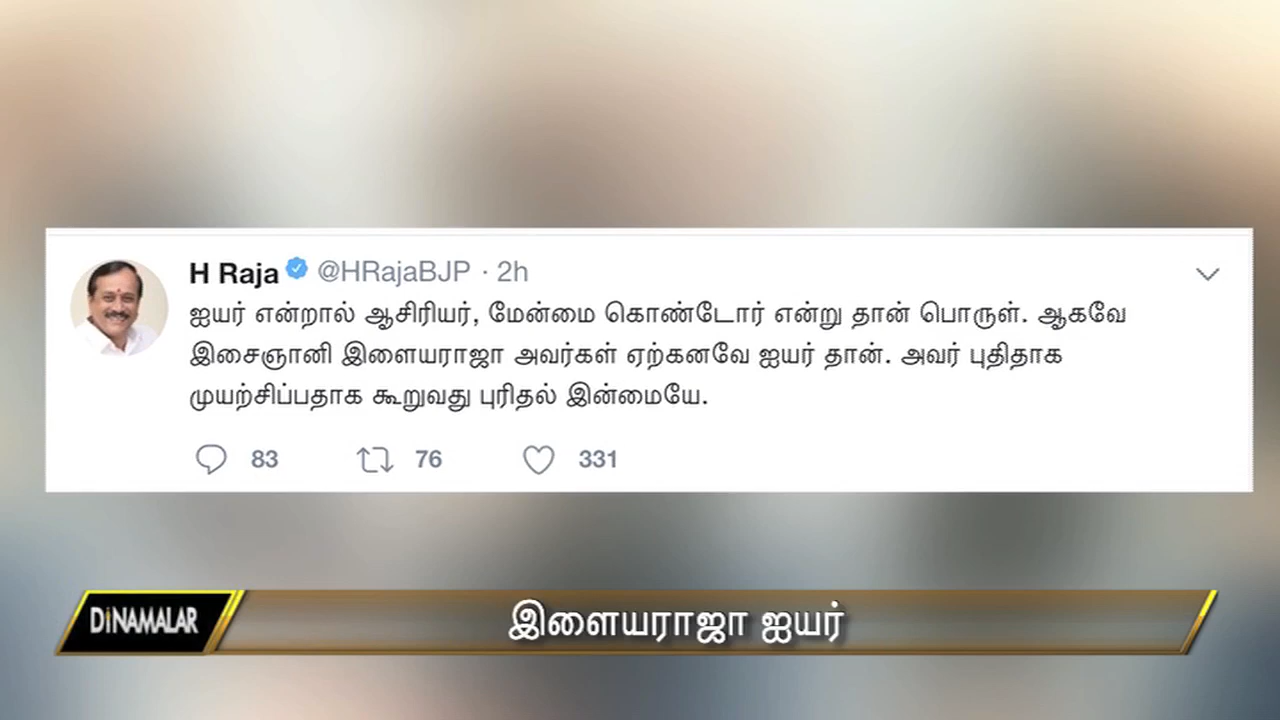 H Raja @HRajaBJP · 2h
ஐயர் என்றால் ஆசிரியர், மேன்மை கொண்டோர் என்று தான் பொருள். ஆகவே
இசைஞானி இளையராஜா அவர்கள் ஏற்கனவே ஐயர் தான். அவர் புதிதாக
முயற்சிப்பதாக கூறுவது புரிதல் இன்மையே.
83 76 331
DINAMALAR இளையராஜா ஐயர்